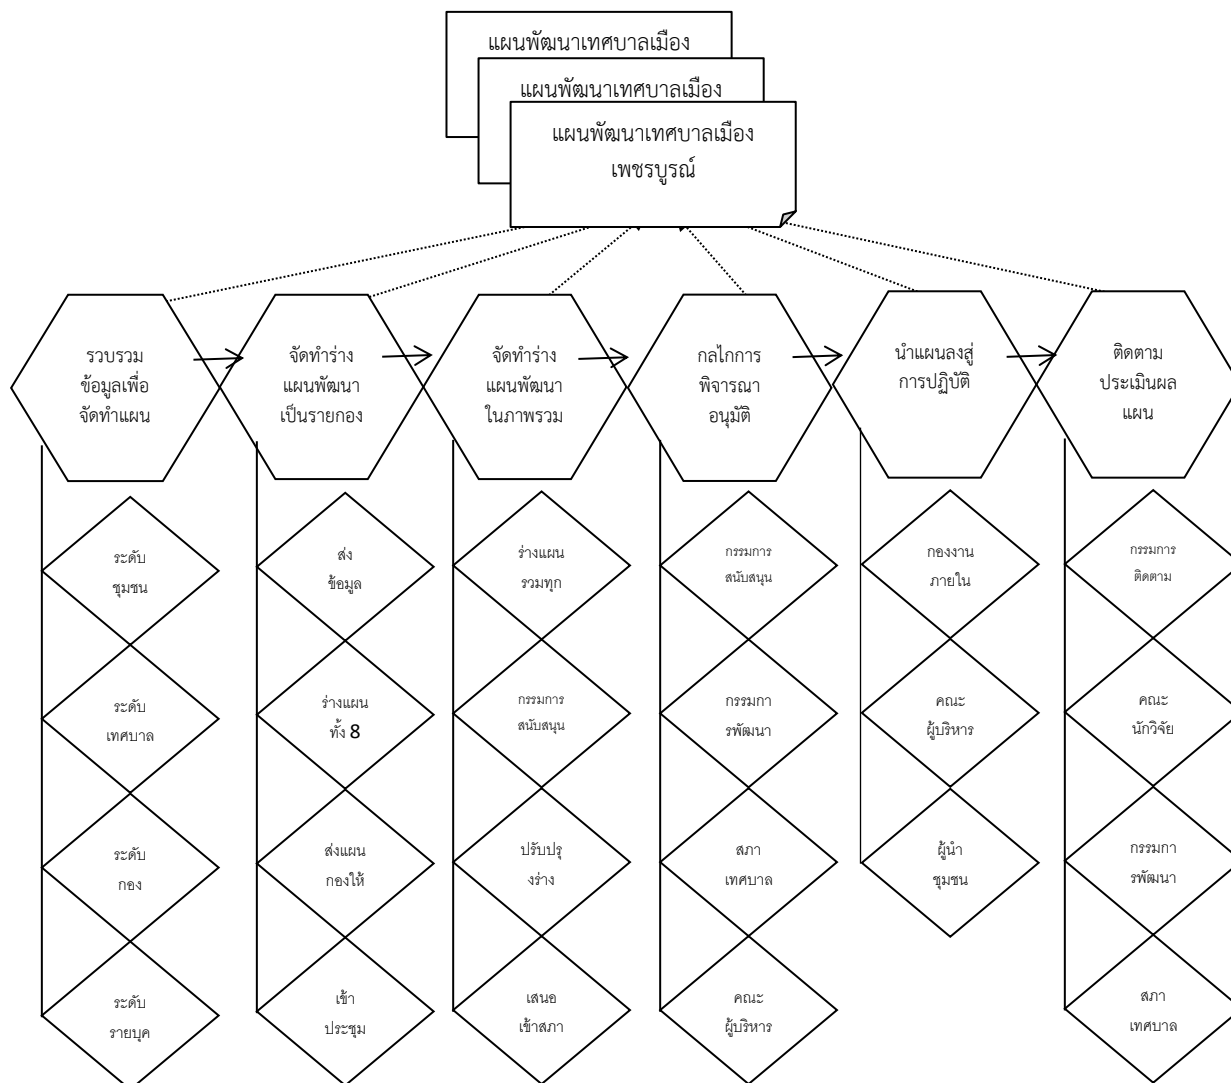 แผนพัฒนาเทศบาลเมือง
แผนพัฒนาเทศบาลเมือง
แผนพัฒนาเทศบาลเมือง
เพชรบูรณ์
รวบรวม
ข้อมูลเพื่อ
จัดทำแผน
จัดทำร่าง
แผนพัฒนา
เป็นรายกอง
จัดทำร่าง
แผนพัฒนา
ในภาพรวม
กลไกการ
พิจารณา
อนุมัติ
นำแผนลงสู่
การปฏิบัติ
ติดตาม
ประเมินผล
แผน
ระดับ
ชุมชน
ระดับ
เทศบาล
ระดับ
กอง
ระดับ
รายบุค
ส่ง
ข้อมูล
ร่างแผน
ทั้ง 8
ส่งแผน
กองให้
เข้า
ประชุม
ร่างแผน
รวมทุก
กรรมการ
สนับสนุน
ปรับปรุ
งร่าง
เสนอ
เข้าสภา
กรรมการ
สนับสนุน
กรรมกา
รพัฒนา
สภา
เทศบาล
คณะ
ผู้บริหาร
กองงาน
ภายใน
คณะ
ผู้บริหาร
ผู้นำ
ชุมชน
กรรมการ
ติดตาม
คณะ
นักวิจัย
กรรมกา
รพัฒนา
สภา
เทศบาล